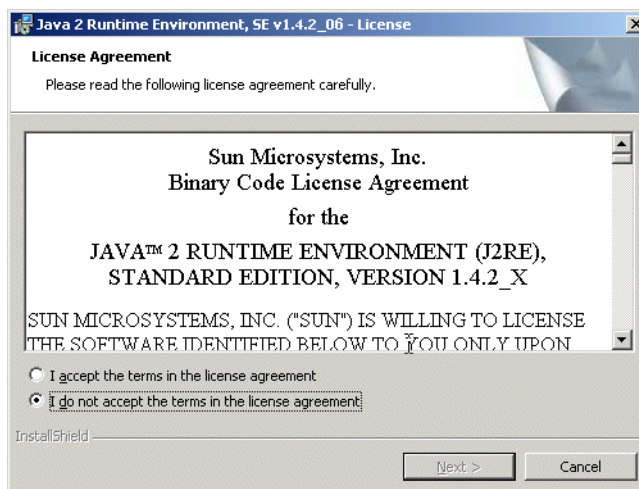 Java 2 Runtime Environment, SE v1.4.2_06 - License
License Agreement
Please read the following license agreement carefully.
Sun Microsystems, Inc.
Binary Code License Agreement
for the
JAVA™ 2 RUNTIME ENVIRONMENT (J2RE),
STANDARD EDITION, VERSION 1.4.2_X
SUN MICROSYSTEMS, INC. ("SUN") IS WILLING TO LICENSE
THE SOFTWARE IDENTIFIED BELOW TO YOU ONLY UPON
I accept the terms in the license agreement
I do not accept the terms in the license agreement
InstallShield
Next >
Cancel